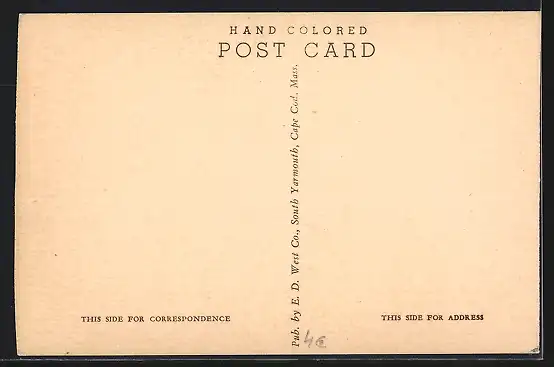 HAND COLORED
POST CARD
Pub. by E. D. West Co., South Yarmouth, Cape Cod, Mass.
THIS SIDE FOR CORRESPONDENCE
THIS SIDE FOR ADDRESS
4€